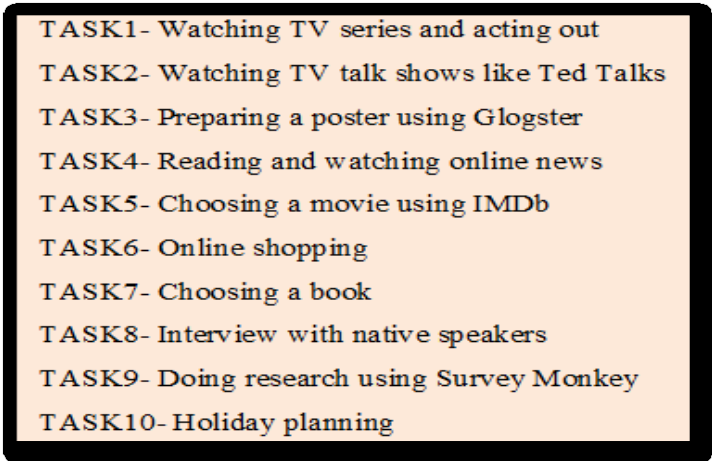 TASK1- Watching TV series and acting out
TASK2- Watching TV talk shows like Ted Talks
TASK3- Preparing a poster using Glogster
TASK4- Reading and watching online news
TASK5- Choosing a movie using IMDb
TASK6- Online shopping
TASK7- Choosing a book
TASK8- Interview with native speakers
TASK9- Doing research using Survey Monkey
TASK10- Holiday planning